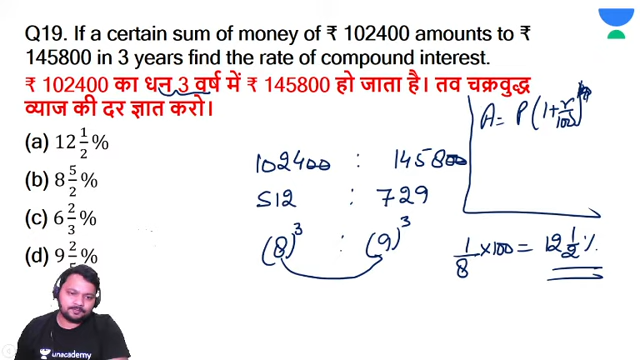 Q19. If a certain sum of money of ₹ 102400 amounts to ₹
145800 in 3 years find the rate of compound interest.
₹ 102400 का धन 3 वर्ष में ₹ 145800 हो जाता है। तव चक्रवुद्ध
व्याज की दर ज्ञात करो।
(a) 12 1/2 %
(b) 8 5/2 %
(c) 6 2/3 %
(d) 9 2/5 %
102400 : 145800
512 : 729
(8)³ : (9)³
A = P(1+r/100)
1/8 ×100 = 12 1/2 %
unacademy